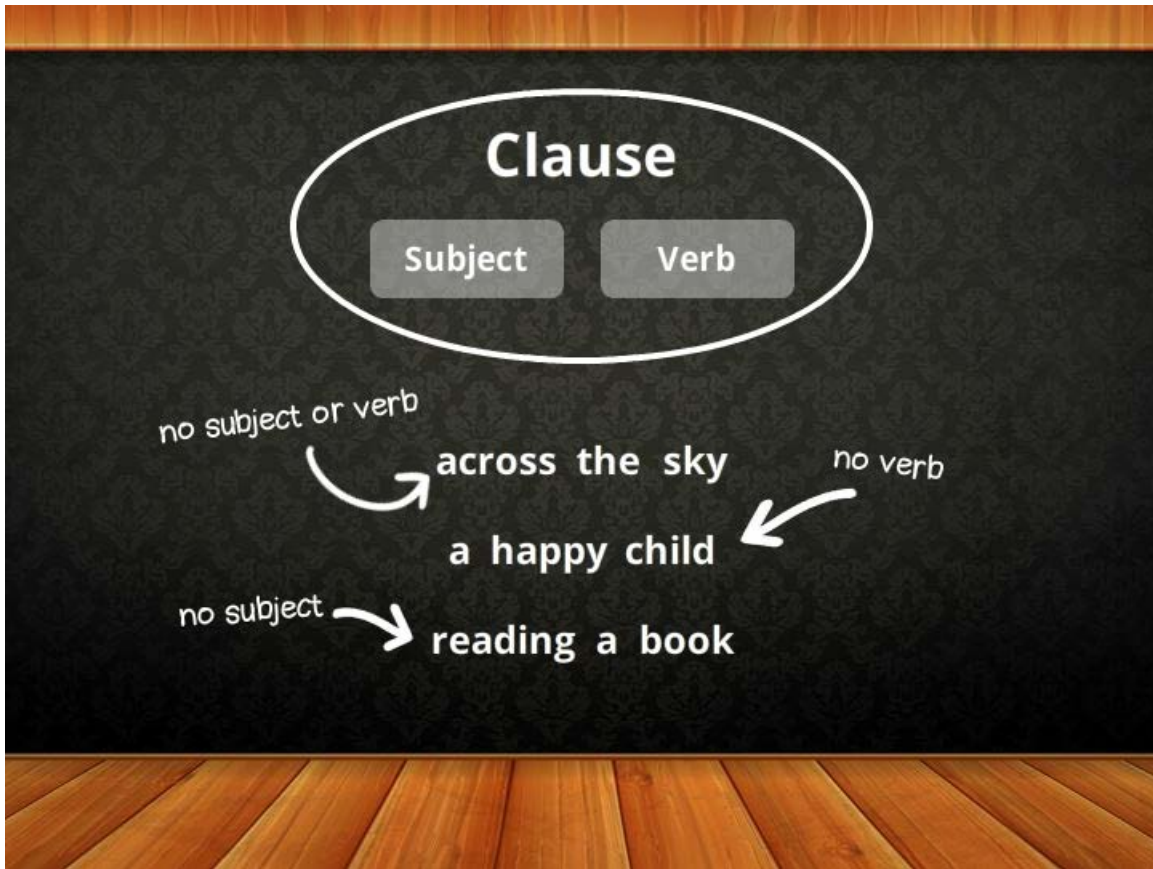 Clause
Subject Verb
no subject or verb
across the sky
no verb
a happy child
no subject
reading a book